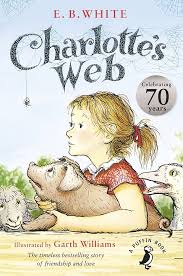 E. B. WHITE
Charlotte's
Web
Celebrating
70
years
Illustrated by Garth Williams
The timeless bestselling story
of friendship and love
A PUFFIN BOOK